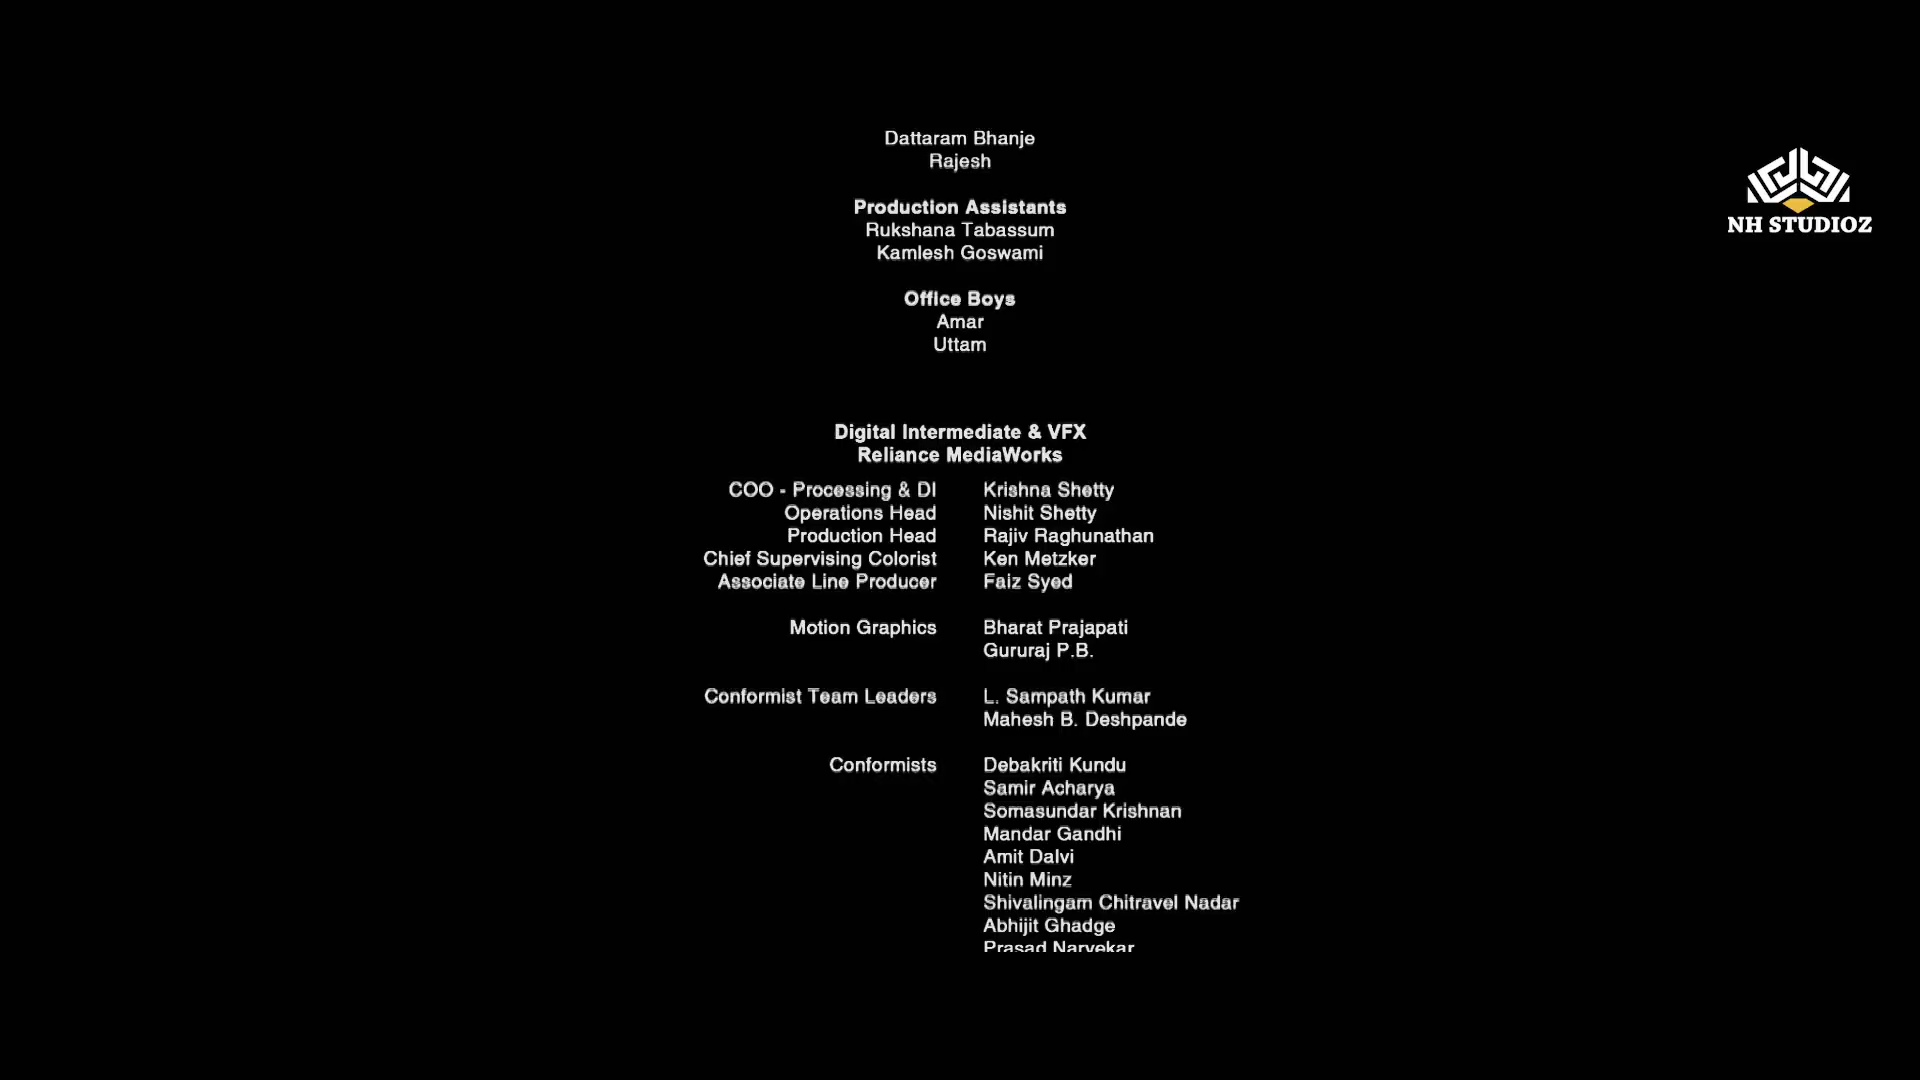 Dattaram Bhanje
Rajesh
Production Assistants
Rukshana Tabassum
Kamlesh Goswami
Office Boys
Amar
Uttam
Digital Intermediate & VFX
Reliance MediaWorks
COO - Processing & DI Krishna Shetty
Operations Head Nishit Shetty
Production Head Rajiv Raghunathan
Chief Supervising Colorist Ken Metzker
Associate Line Producer Faiz Syed
Motion Graphics Bharat Prajapati
Gururaj P.B.
Conformist Team Leaders L. Sampath Kumar
Mahesh B. Deshpande
Conformists Debakriti Kundu
Samir Acharya
Somasundar Krishnan
Mandar Gandhi
Amit Dalvi
Nitin Minz
Shivalingam Chitravel Nadar
Abhijit Ghadge
Prasad Narvekar
NH STUDIOZ